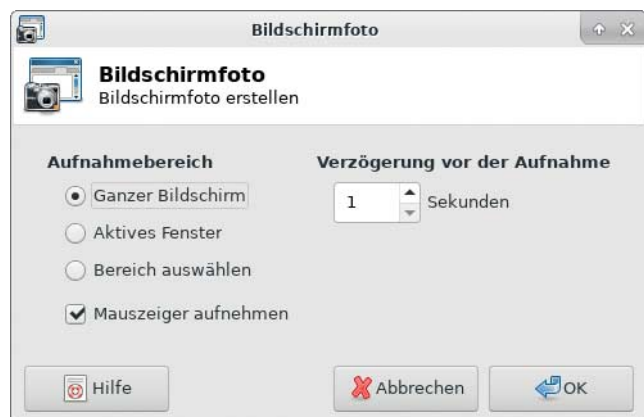 Bildschirmfoto
Bildschirmfoto
Bildschirmfoto erstellen
Aufnahmebereich
Ganzer Bildschirm
Aktives Fenster
Bereich auswählen
Mauszeiger aufnehmen
Verzögerung vor der Aufnahme
1 Sekunden
Hilfe
Abbrechen
OK